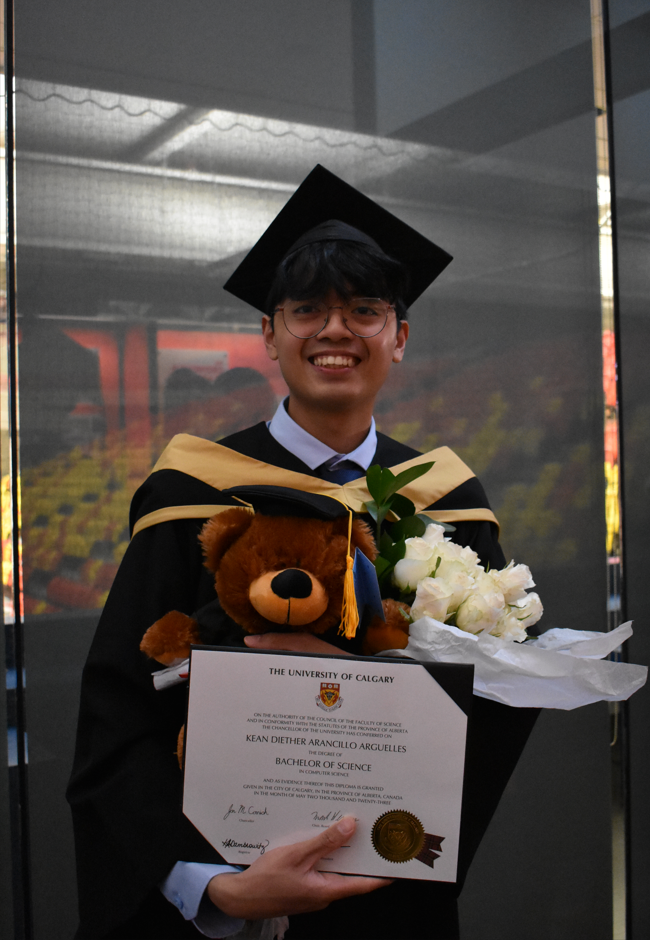 THE UNIVERSITY OF CALGARY
ON THE AUTHORITY OF THE COUNCIL OF THE FACULTY OF SCIENCE
AND IN CONFORMITY WITH THE STATUTES OF THE PROVINCE OF ALBERTA
THE CHANCELLOR OF THE UNIVERSITY HAS CONFERRED ON
KEAN DIETHER ARANCILLO ARGUELLES
THE DEGREE OF
BACHELOR OF SCIENCE
IN COMPUTER SCIENCE
AND AS EVIDENCE THEREOF THIS DIPLOMA IS GRANTED
GIVEN IN THE CITY OF CALGARY, IN THE PROVINCE OF ALBERTA, CANADA
IN THE MONTH OF MAY TWO THOUSAND AND TWENTY-THREE
Chancellor
Registrar